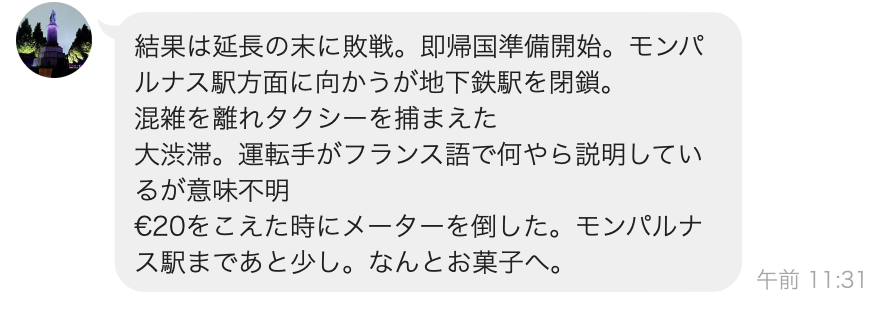 結果は延長の末に敗戦。即帰国準備開始。モンパ
ルナス駅方面に向かうが地下鉄駅を閉鎖。
混雑を離れタクシーを捕まえた
大渋滞。運転手がフランス語で何やら説明してい
るが意味不明
€20をこえた時にメーターを倒した。モンパルナ
ス駅まであと少し。なんとお菓子へ。
午前 11:31